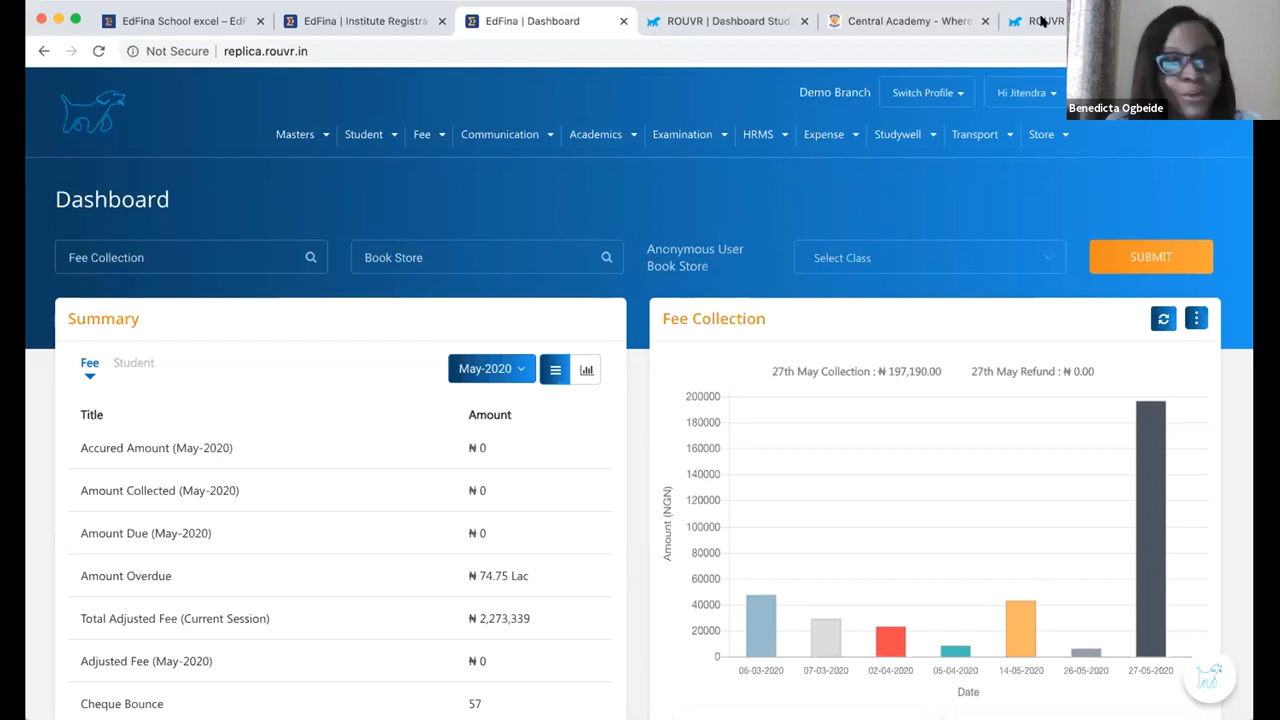 EdFina School excel – EdF
EdFina | Institute Registra
EdFina | Dashboard
ROUVR | Dashboard Stud
Central Academy - Where
ROUVR
Not Secure
replica.rouvr.in
Benedicta Ogbeide
Demo Branch
Switch Profile
Hi Jitendra
Masters
Student
Fee
Communication
Academics
Examination
HRMS
Expense
Studywell
Transport
Store
Dashboard
Fee Collection
Book Store
Anonymous User
Book Store
Select Class
SUBMIT
Summary
Fee
Student
May-2020
Title
Amount
Accured Amount (May-2020)
₦ 0
Amount Collected (May-2020)
₦ 0
Amount Due (May-2020)
₦ 0
Amount Overdue
₦ 74.75 Lac
Total Adjusted Fee (Current Session)
₦ 2,273,339
Adjusted Fee (May-2020)
₦ 0
Cheque Bounce
57
Fee Collection
27th May Collection : ₦ 197,190.00
27th May Refund : ₦ 0.00
Amount (NGN)
200000
180000
160000
140000
120000
100000
80000
60000
40000
20000
0
06-03-2020
07-03-2020
02-04-2020
05-04-2020
14-05-2020
26-05-2020
27-05-2020
Date